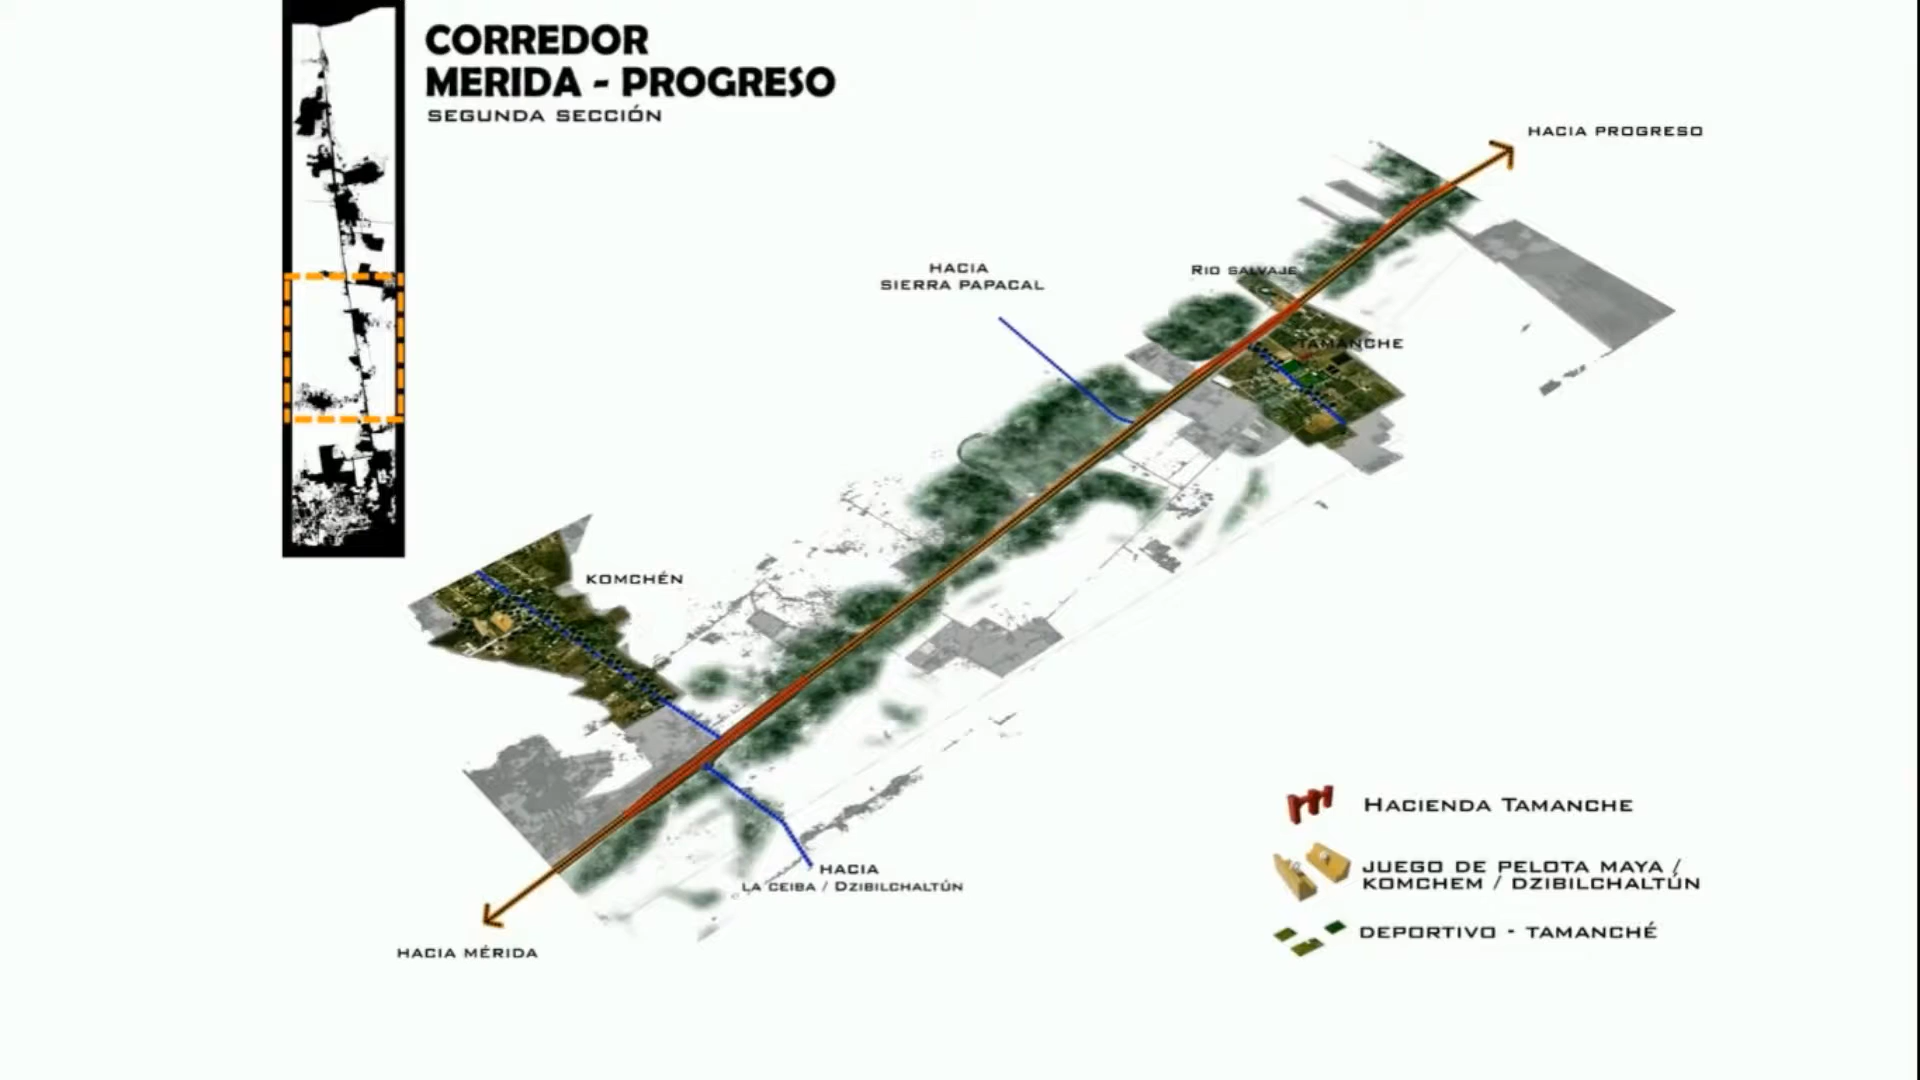 CORREDOR
MERIDA - PROGRESO
SEGUNDA SECCIÓN
HACIA PROGRESO
HACIA
SIERRA PAPACAL
RIO SALVAJE
TAMANCHE
KOMCHÉN
HACIA
LA CEIBA / DZIBILCHALTÚN
HACIA MÉRIDA
HACIENDA TAMANCHE
JUEGO DE PELOTA MAYA /
KOMCHEM / DZIBILCHALTÚN
DEPORTIVO - TAMANCHÉ